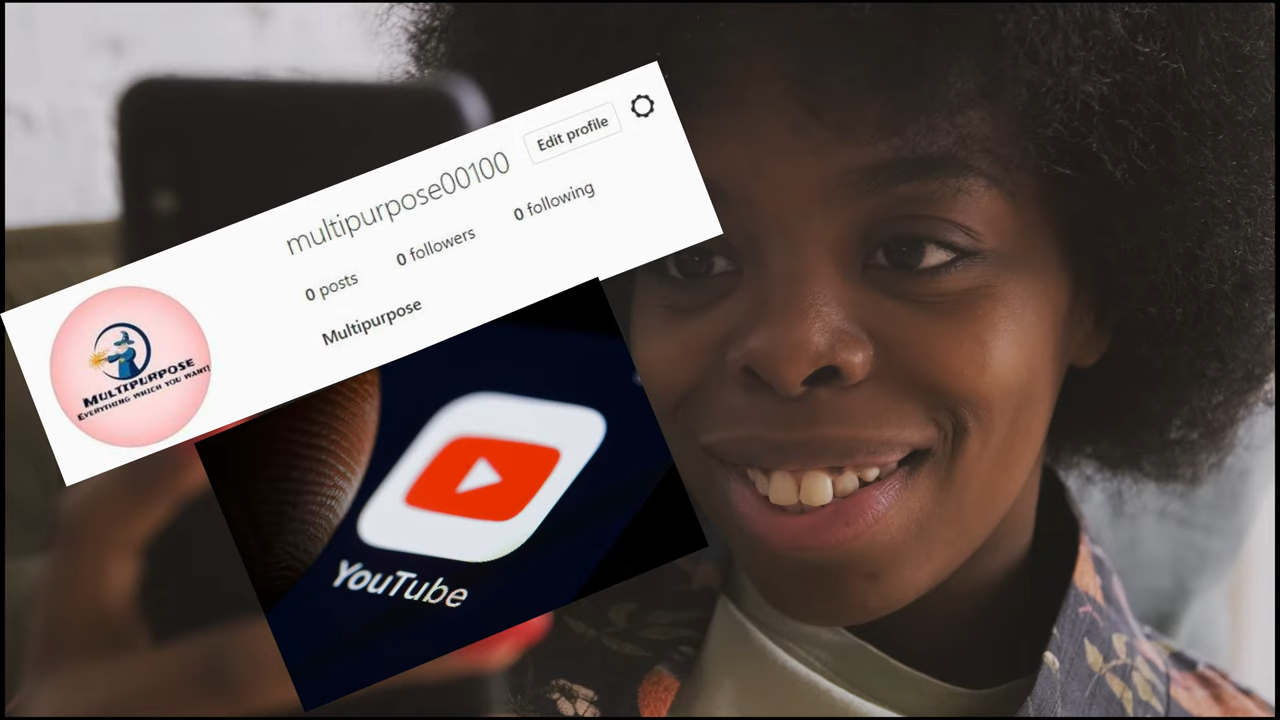 multipurpose00100
Edit profile
0 posts
0 followers
0 following
Multipurpose
MULTIPURPOSE
EVERYTHING WHICH YOU WANT!
YouTube